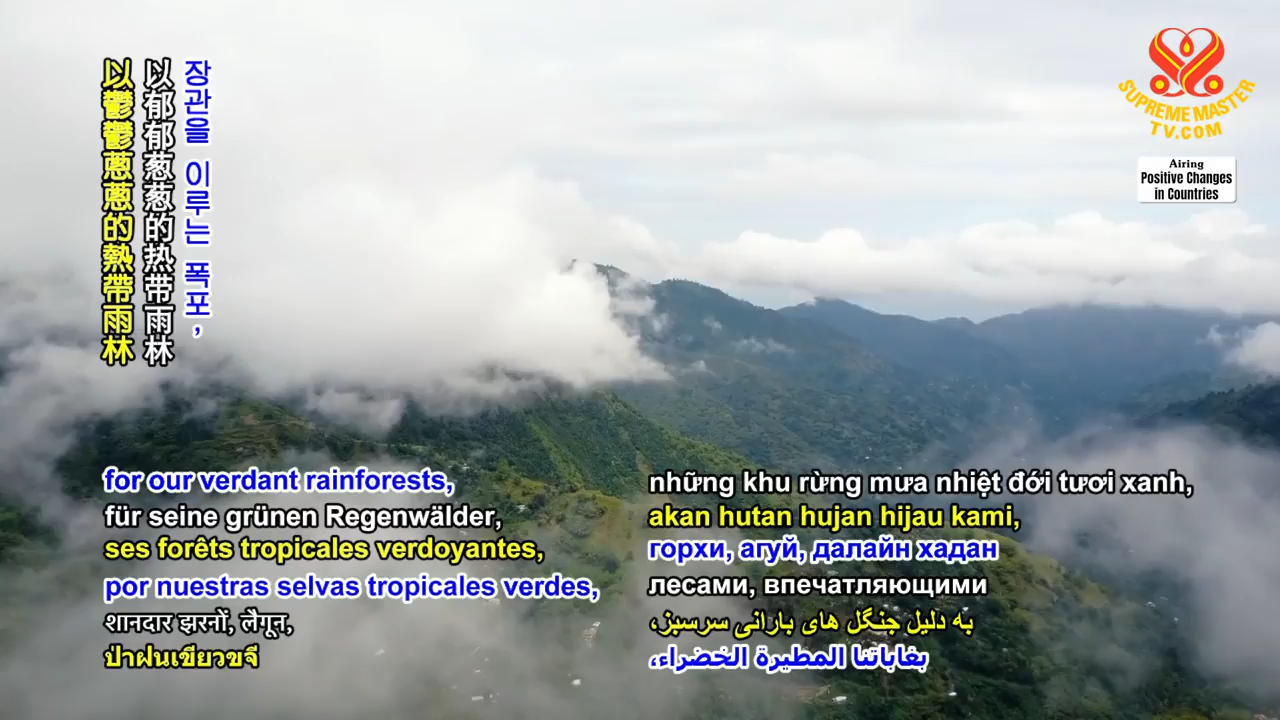 以鬱鬱蔥蔥的熱帶雨林
以郁郁葱葱的热带雨林
장관을 이루는 폭포,
SUPREME MASTER
TV.COM
Airing
Positive Changes
in Countries
for our verdant rainforests,
für seine grünen Regenwälder,
ses forêts tropicales verdoyantes,
por nuestras selvas tropicales verdes,
शानदार झरनों, लैगून,
ป่าฝนเขียวขจี
những khu rừng mưa nhiệt đới tươi xanh,
akan hutan hujan hijau kami,
горхи, агуй, далайн хадан
лесами, впечатляющими
به دلیل جنگل های بارانی سرسبز،
بغاباتنا المطيرة الخضراء،